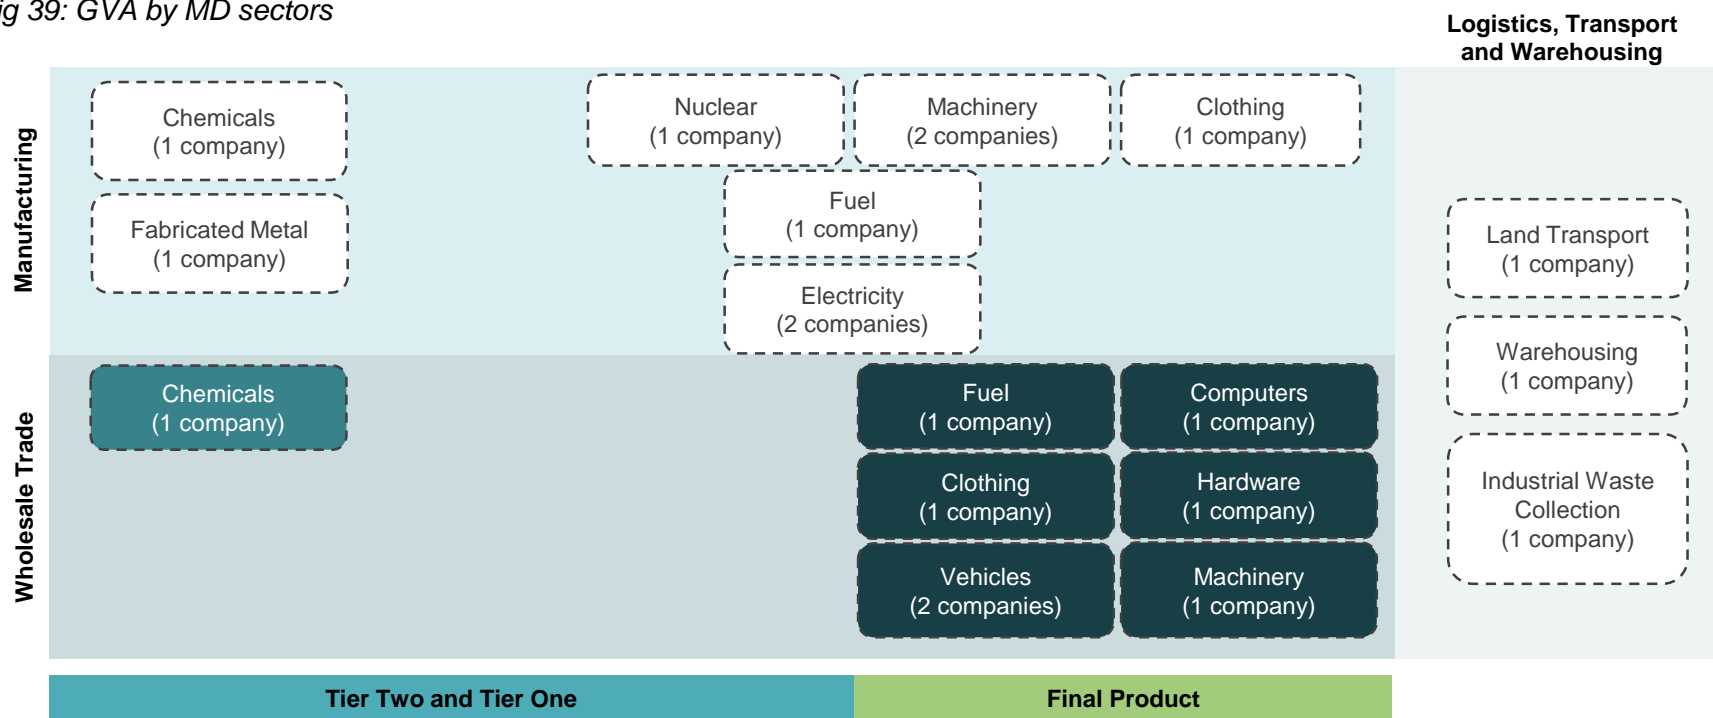 ig 39: GVA by MD sectors
Logistics, Transport
and Warehousing
Manufacturing
Chemicals
(1 company)
Nuclear
(1 company)
Machinery
(2 companies)
Clothing
(1 company)
Fabricated Metal
(1 company)
Fuel
(1 company)
Electricity
(2 companies)
Land Transport
(1 company)
Warehousing
(1 company)
Industrial Waste
Collection
(1 company)
Wholesale Trade
Chemicals
(1 company)
Fuel
(1 company)
Computers
(1 company)
Clothing
(1 company)
Hardware
(1 company)
Vehicles
(2 companies)
Machinery
(1 company)
Tier Two and Tier One
Final Product